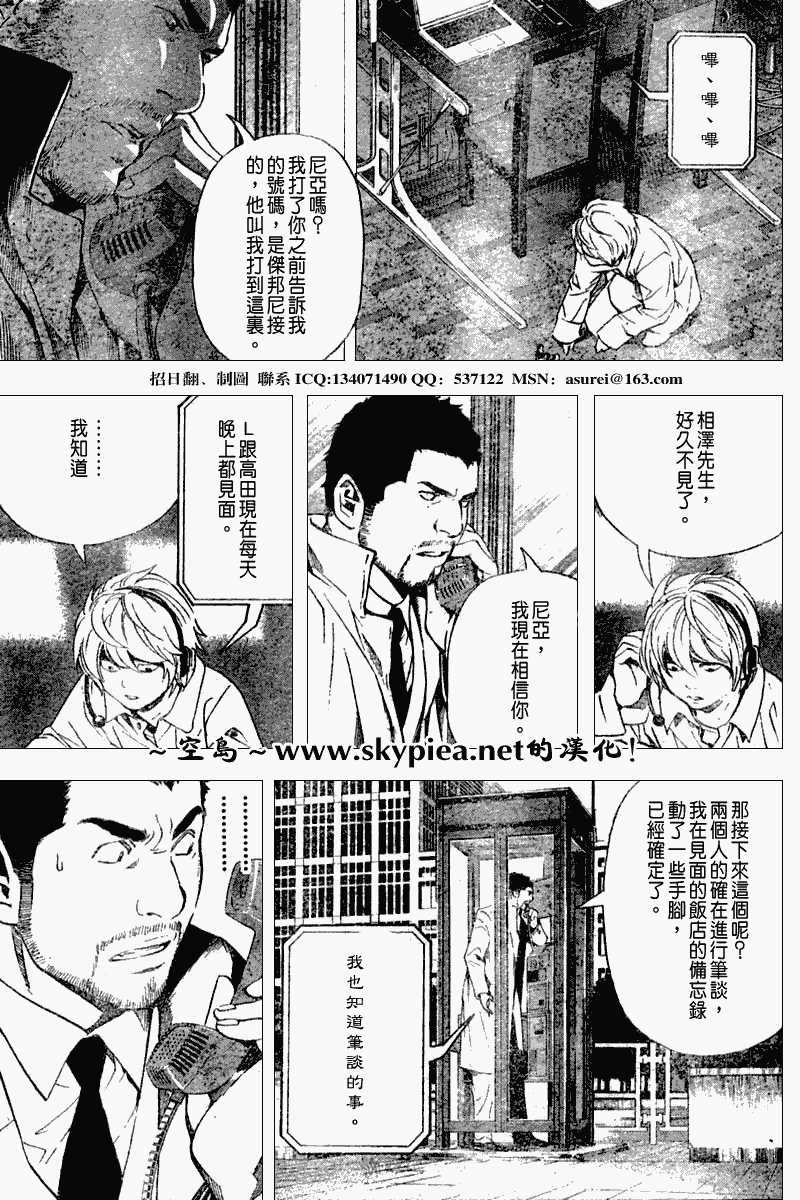 嗶、嗶、嗶
尼亞嗎？
我打了你之前告訴我
的號碼，是傑邦尼接
的，他叫我打到這裏。
招日翻、制圖 聯系ICQ:134071490 QQ：537122 MSN：asurei@163.com
相澤先生，
好久不見了。
尼亞，
我現在相信你。
L跟高田現在每天
晚上都見面。
………
我知道
～空島～www.skypiea.net的漢化！
那接下來這個呢？
兩個人的確在進行筆談，
我在見面的飯店的備忘錄
動了一些手腳，
已經確定了。
我也知道筆談的事。
………
………